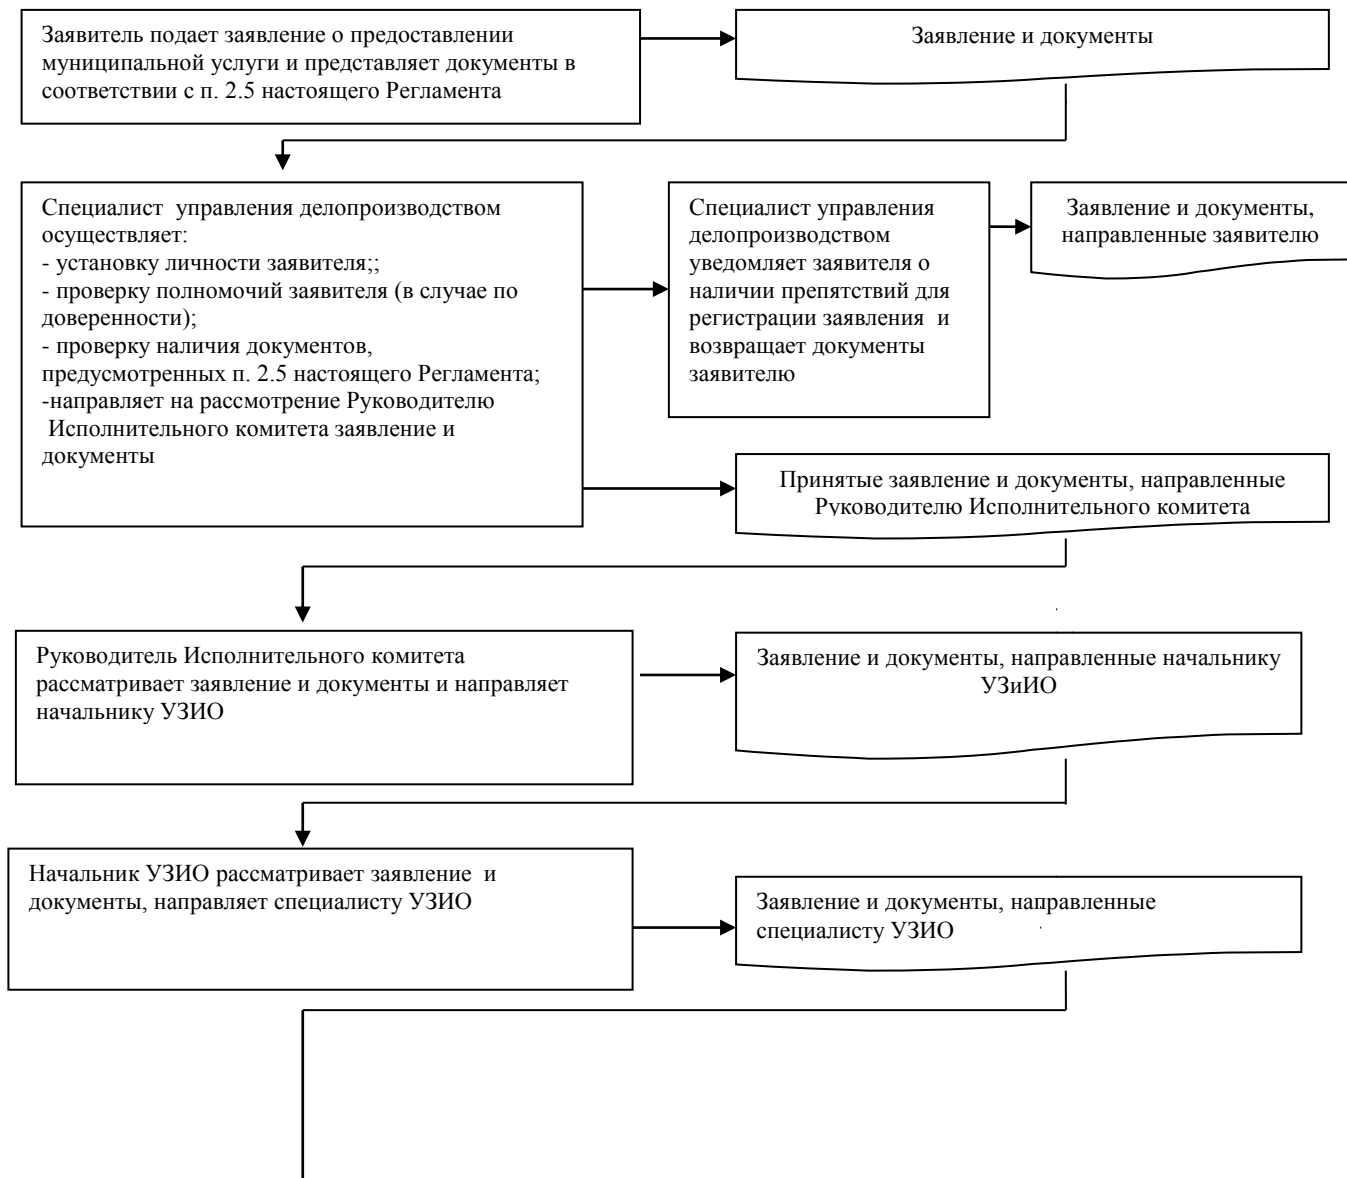 Заявитель подает заявление о предоставлении
муниципальной услуги и представляет документы в
соответствии с п. 2.5 настоящего Регламента
Заявление и документы
Специалист  управления делопроизводством
осуществляет:
- установку личности заявителя;;
- проверку полномочий заявителя (в случае по
доверенности);
- проверку наличия документов,
предусмотренных п. 2.5 настоящего Регламента;
-направляет на рассмотрение Руководителю
Исполнительного комитета заявление и
документы
Специалист управления
делопроизводством
уведомляет заявителя о
наличии препятствий для
регистрации заявления  и
возвращает документы
заявителю
Заявление и документы,
направленные заявителю
Принятые заявление и документы, направленные
Руководителю Исполнительного комитета
Руководитель Исполнительного комитета
рассматривает заявление и документы и направляет
начальнику УЗИО
Заявление и документы, направленные начальнику
УЗиИО
Начальник УЗИО рассматривает заявление  и
документы, направляет специалисту УЗИО
Заявление и документы, направленные
специалисту УЗИО